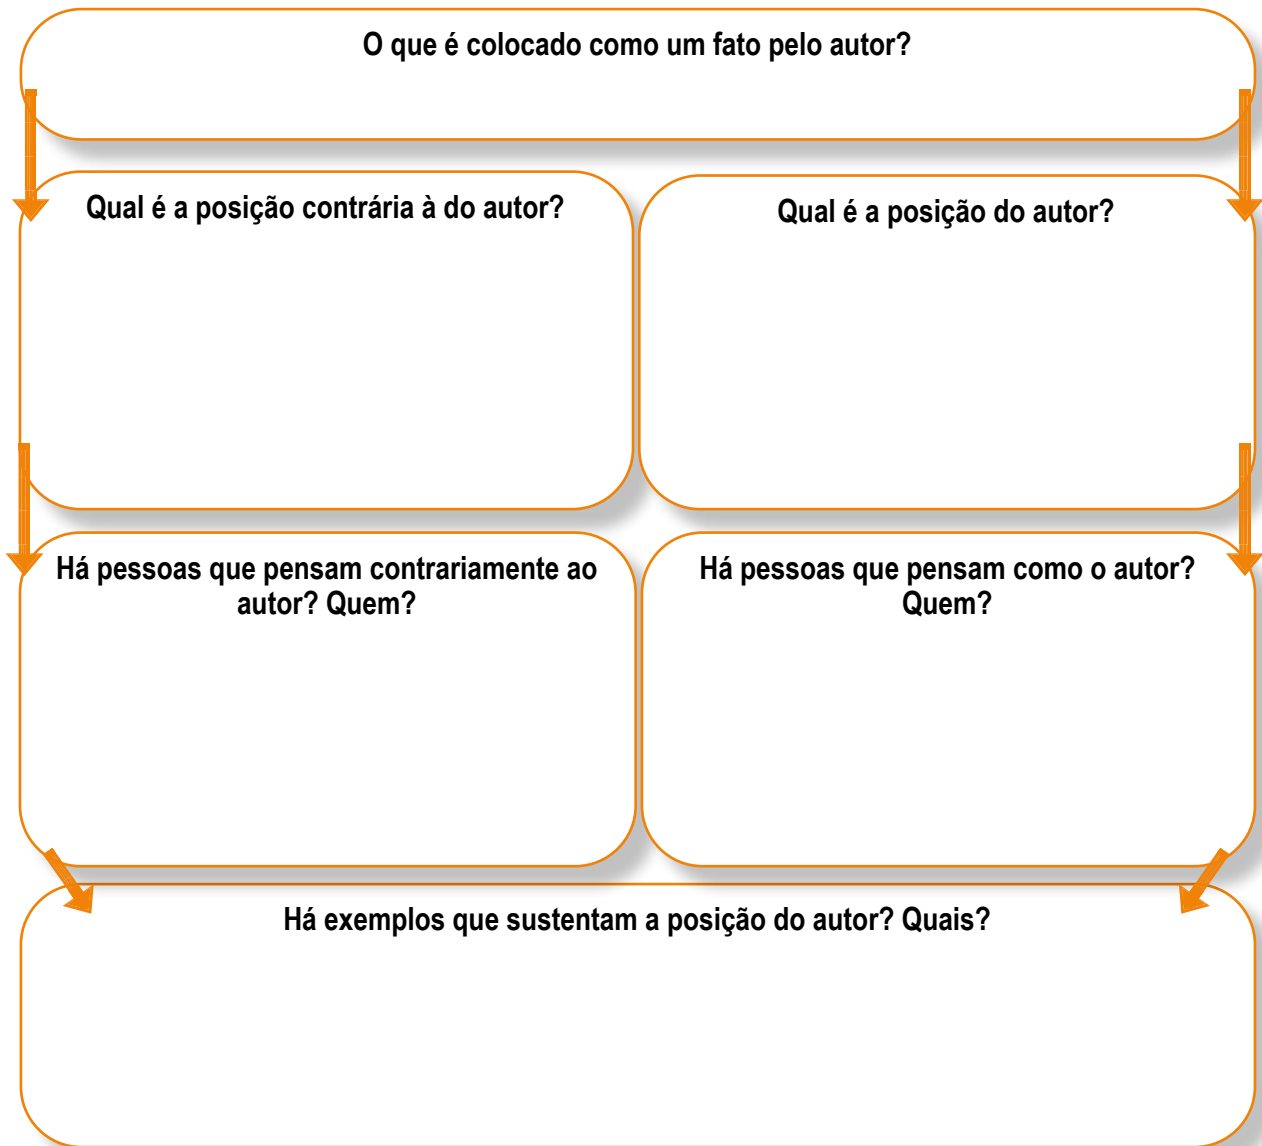 O que é colocado como um fato pelo autor?
Qual é a posição contrária à do autor?
Qual é a posição do autor?
Há pessoas que pensam contrariamente ao
autor? Quem?
Há pessoas que pensam como o autor?
Quem?
Há exemplos que sustentam a posição do autor? Quais?